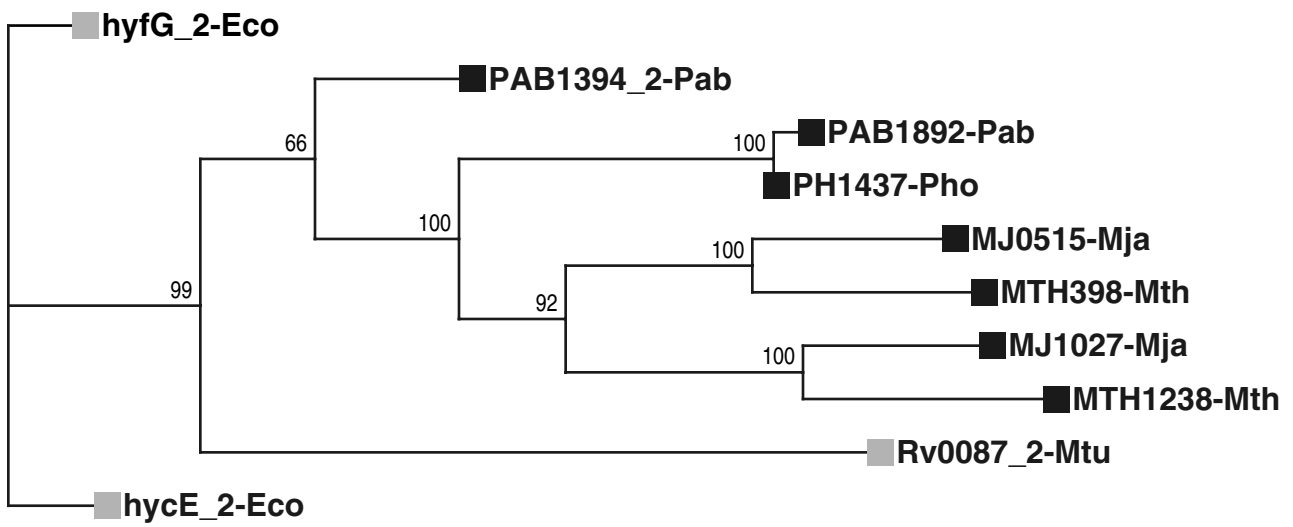 hyfG_2-Eco
PAB1394_2-Pab
66
PAB1892-Pab
100
PH1437-Pho
100
MJ0515-Mja
100
MTH398-Mth
99
92
MJ1027-Mja
100
MTH1238-Mth
Rv0087_2-Mtu
hycE_2-Eco